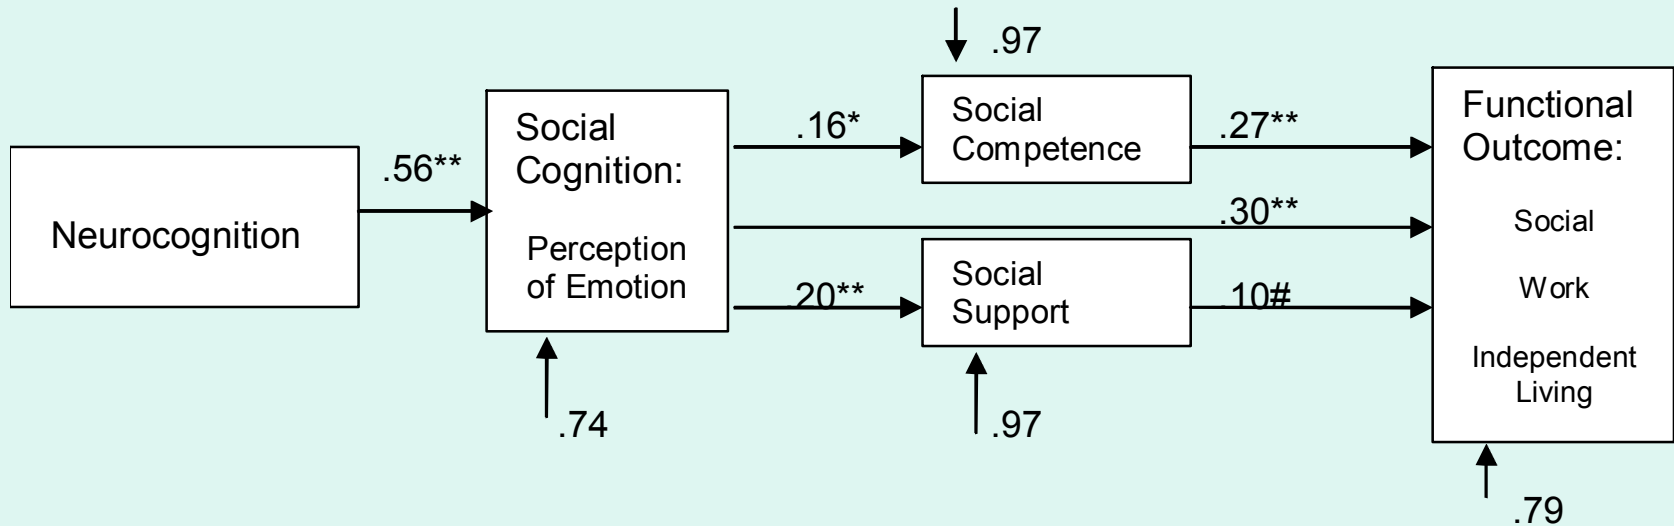 .97
Neurocognition
.56**
Social
Cognition:
Perception
of Emotion
.74
.16*
Social
Competence
.27**
.30**
.20**
Social
Support
.10#
.97
Functional
Outcome:
Social
Work
Independent
Living
.79